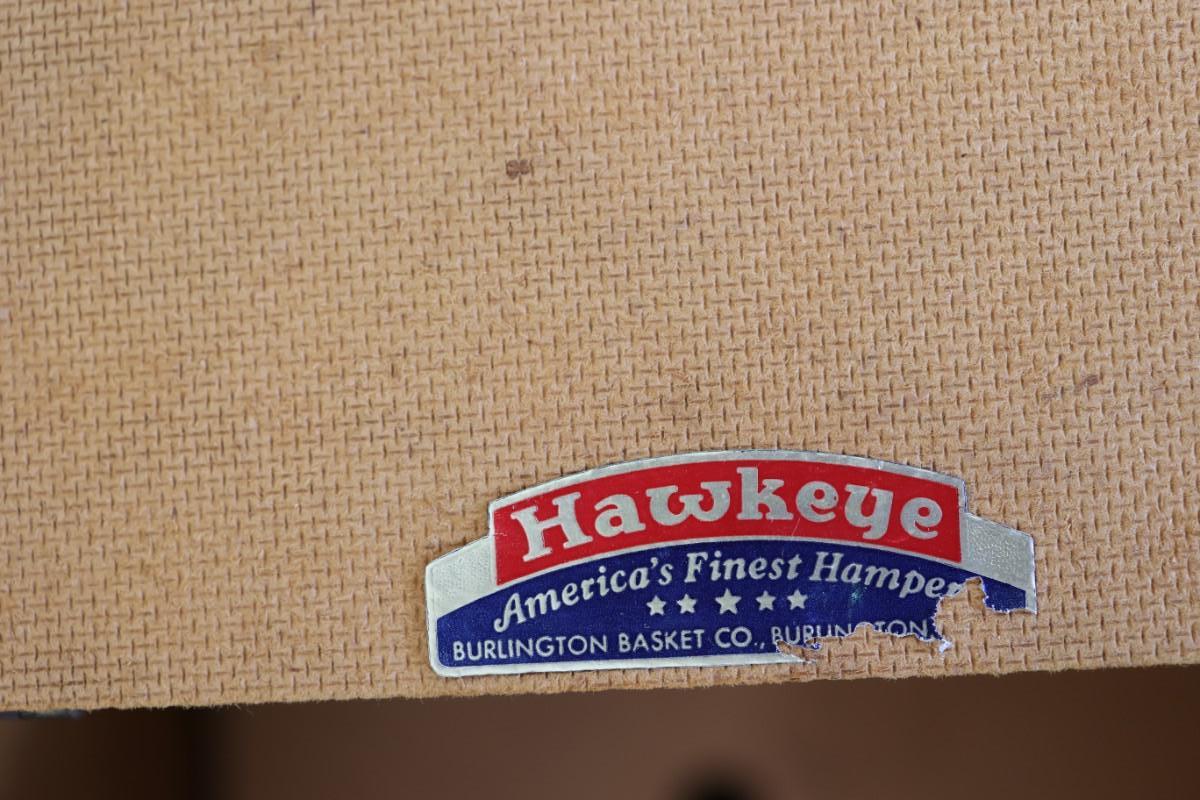 Hawkeye
America's Finest Hamper
BURLINGTON BASKET CO., BURLINGTON,